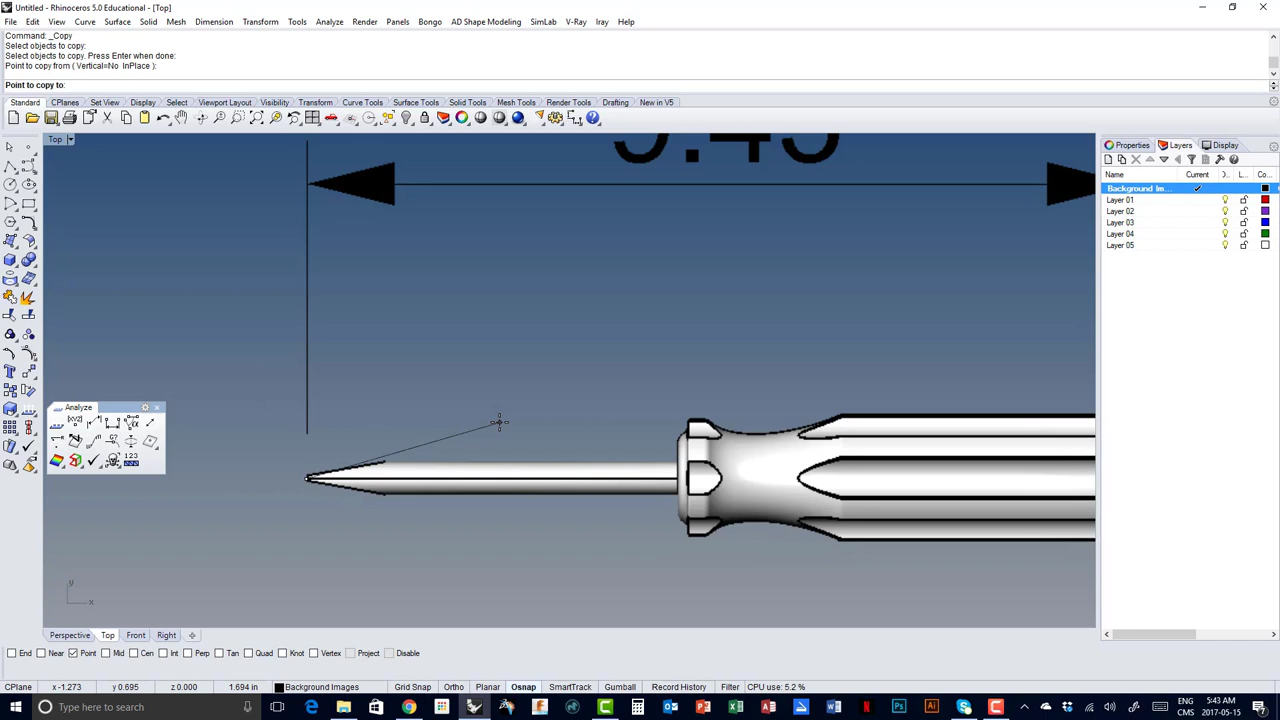 Untitled - Rhinoceros 5.0 Educational - [Top]
File Edit View Curve Surface Solid Mesh Dimension Transform Tools Analyze Render Panels Bongo AD Shape Modeling SimLab V-Ray Iray Help
Command: _Copy
Select objects to copy:
Select objects to copy. Press Enter when done:
Point to copy from ( Vertical=No InPlace ):
Point to copy to:
Standard CPlanes Set View Display Select Viewport Layout Visibility Transform Curve Tools Surface Tools Solid Tools Mesh Tools Render Tools Drafting New in V5
Top
Properties Layers Display
Name Current Co...
Background Im...
Layer 01
Layer 02
Layer 03
Layer 04
Layer 05
Analyze
y
x
Perspective Top Front Right
End Near Point Mid Cen Int Perp Tan Quad Knot Vertex Project Disable
CPlane x -1.273 y 0.695 z 0.000 1.694 in Background Images Grid Snap Ortho Planar Osnap SmartTrack Gumball Record History Filter CPU use: 5.2 %
Type here to search
ENG 5:43 AM
CMS 2017-05-15